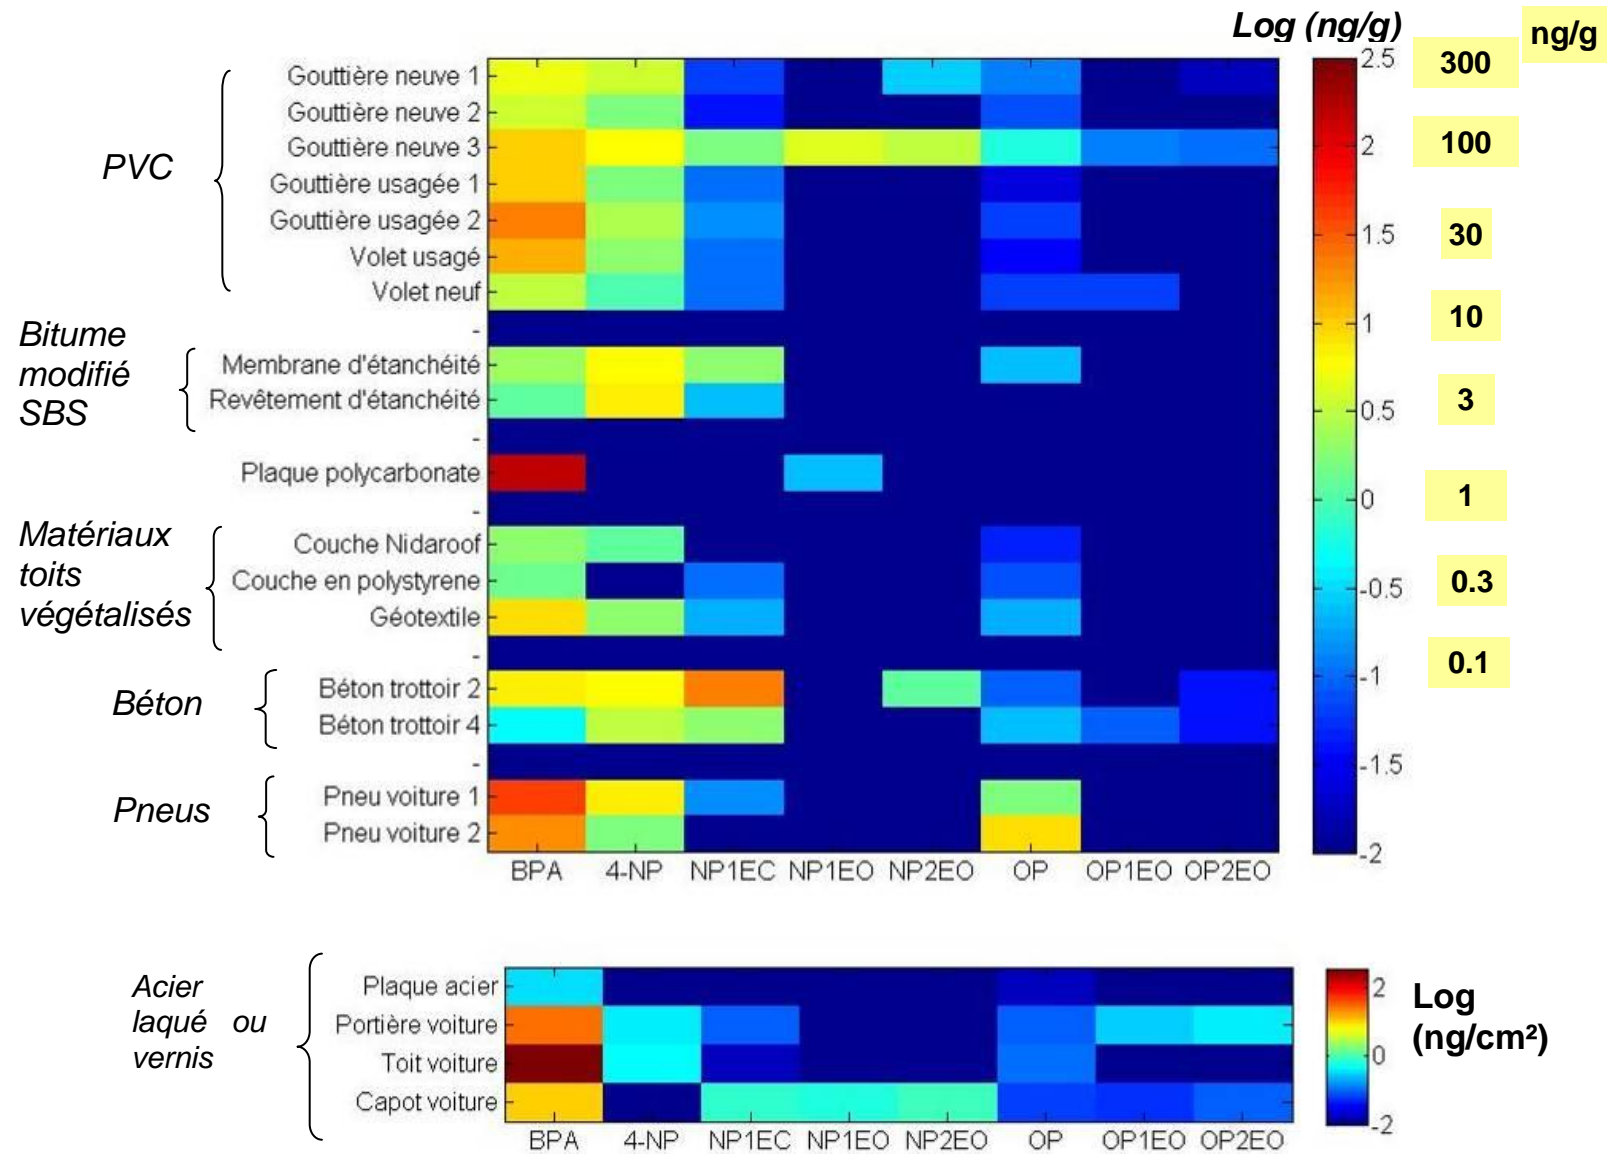 Log (ng/g)
ng/g
PVC
Gouttière neuve 1
Gouttière neuve 2
Gouttière neuve 3
Gouttière usagée 1
Gouttière usagée 2
Volet usagé
Volet neuf
-
Bitume
modifié
SBS
Membrane d'étanchéité
Revêtement d'étanchéité
-
Plaque polycarbonate
-
Matériaux
toits
végétalisés
Couche Nidaroof
Couche en polystyrene
Géotextile
-
Béton
Béton trottoir 2
Béton trottoir 4
-
Pneus
Pneu voiture 1
Pneu voiture 2
BPA 4-NP NP1EC NP1EO NP2EO OP OP1EO OP2EO
2.5
2
1.5
1
0.5
0
-0.5
-1
-1.5
-2
300
100
30
10
3
1
0.3
0.1
Acier
laqué ou
vernis
Plaque acier
Portière voiture
Toit voiture
Capot voiture
BPA 4-NP NP1EC NP1EO NP2EO OP OP1EO OP2EO
2
0
-2
Log
(ng/cm²)